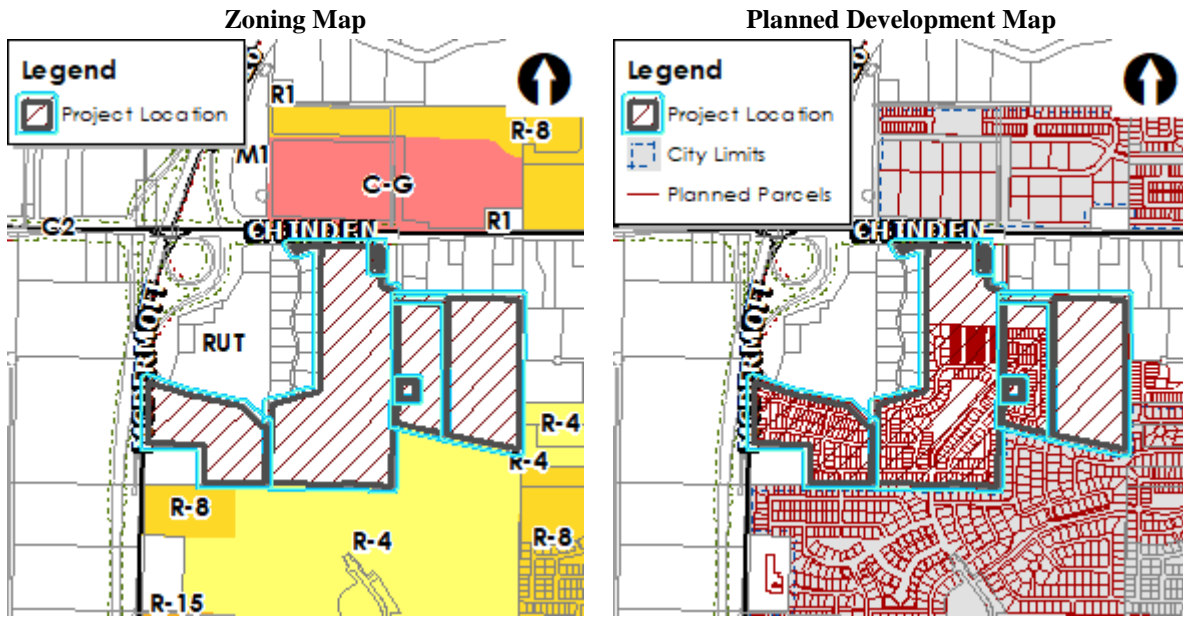 Zoning Map
Legend
Project Location
R1
R-8
M1
C-G
R1
C2
CHINDEN
RUT
R-4
R-4
R-8
R-4
R-8
R-15
Planned Development Map
Legend
Project Location
City Limits
Planned Parcels
CHINDEN